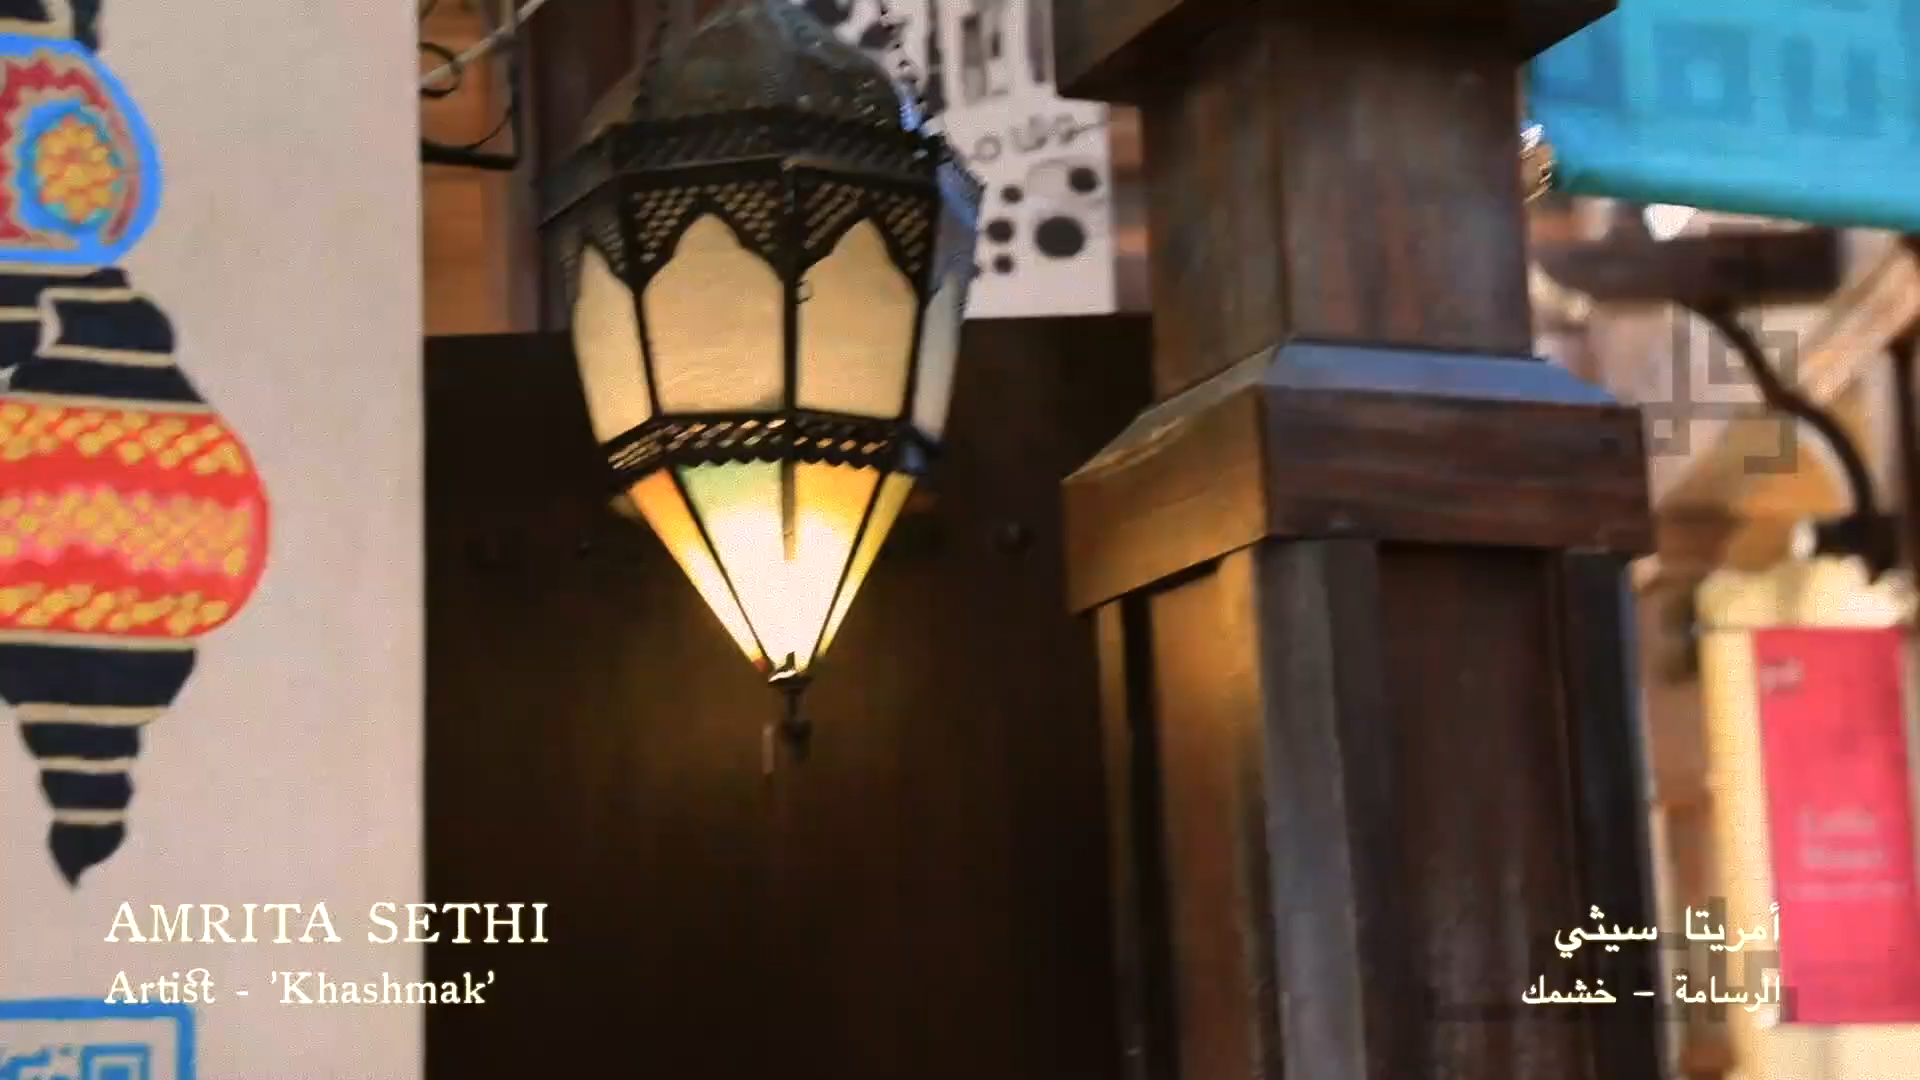 AMRITA SETHI
Artist - 'Khashmak'
أمريتا سيثي
الرسامة – خشمك